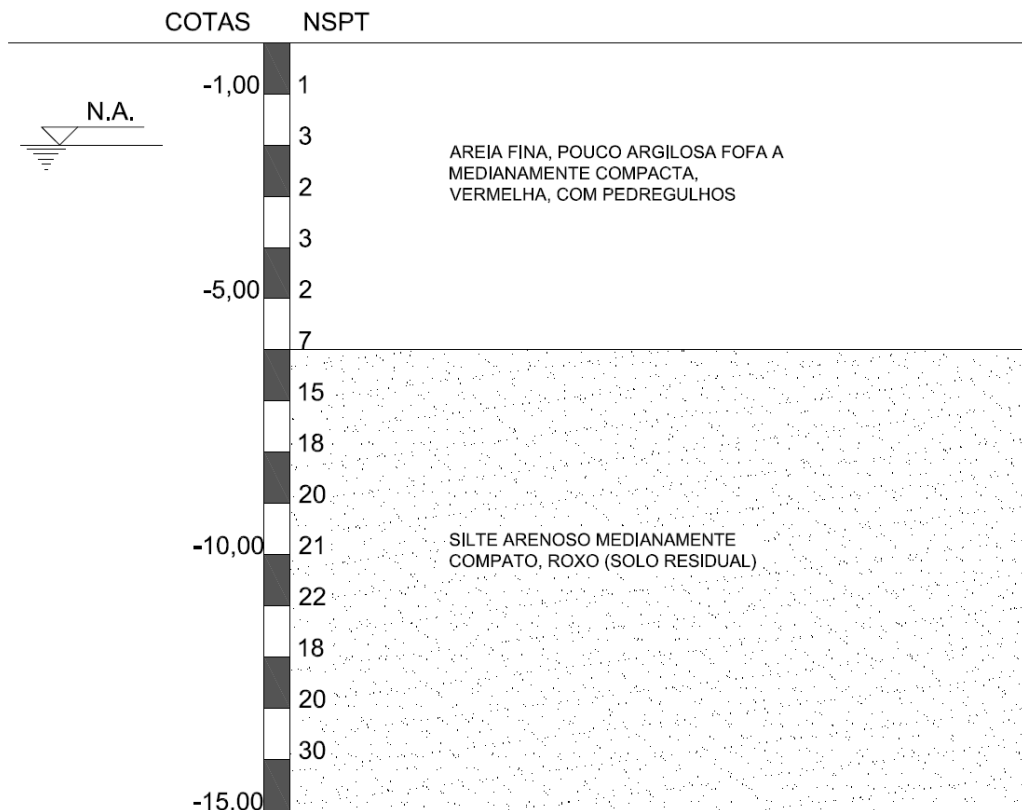 COTAS NSPT
-1,00 1
N.A.
3
AREIA FINA, POUCO ARGILOSA FOFA A
MEDIANAMENTE COMPACTA,
VERMELHA, COM PEDREGULHOS
2
3
-5,00 2
7
15
18
20
-10,00 21
SILTE ARENOSO MEDIANAMENTE
COMPATO, ROXO (SOLO RESIDUAL)
22
18
20
30
-15,00